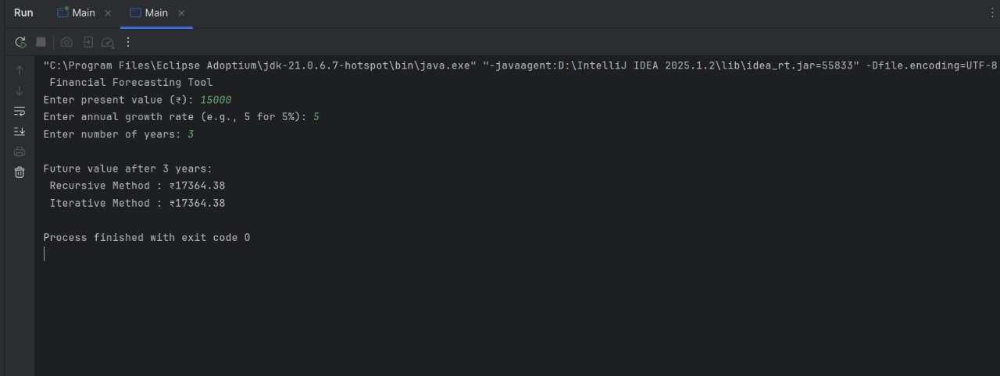 Run Main Main
"C:\Program Files\Eclipse Adoptium\jdk-21.0.6.7-hotspot\bin\java.exe" "-javaagent:D:\IntelliJ IDEA 2025.1.2\lib\idea_rt.jar=55833" -Dfile.encoding=UTF-8
Financial Forecasting Tool
Enter present value (₹): 15000
Enter annual growth rate (e.g., 5 for 5%): 5
Enter number of years: 3
Future value after 3 years:
Recursive Method : ₹17364.38
Iterative Method : ₹17364.38
Process finished with exit code 0